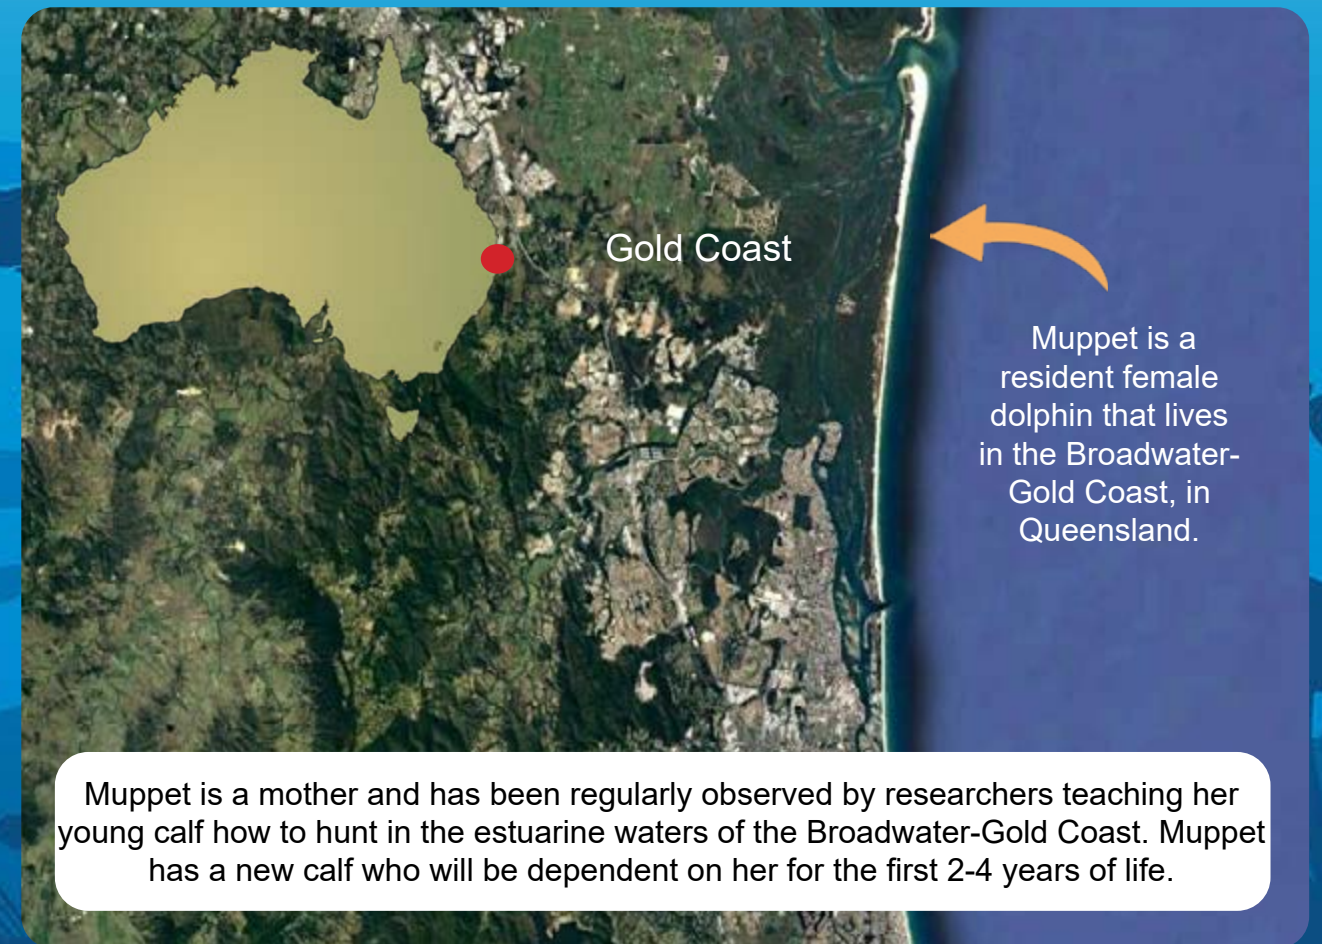 Gold Coast
Muppet is a
resident female
dolphin that lives
in the Broadwater-
Gold Coast, in
Queensland.
Muppet is a mother and has been regularly observed by researchers teaching her
young calf how to hunt in the estuarine waters of the Broadwater-Gold Coast. Muppet
has a new calf who will be dependent on her for the first 2-4 years of life.